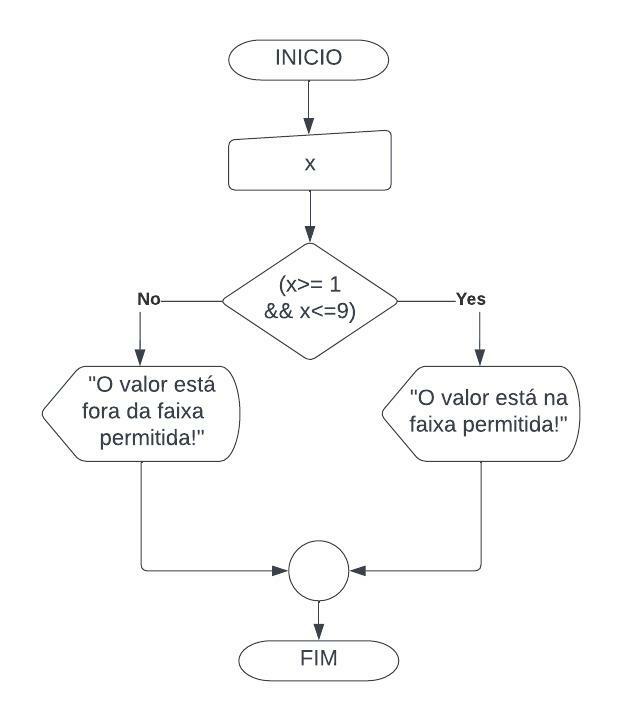 INICIO
x
(x>= 1
&& x<=9)
No
Yes
"O valor está
fora da faixa
permitida!"
"O valor está na
faixa permitida!"
FIM